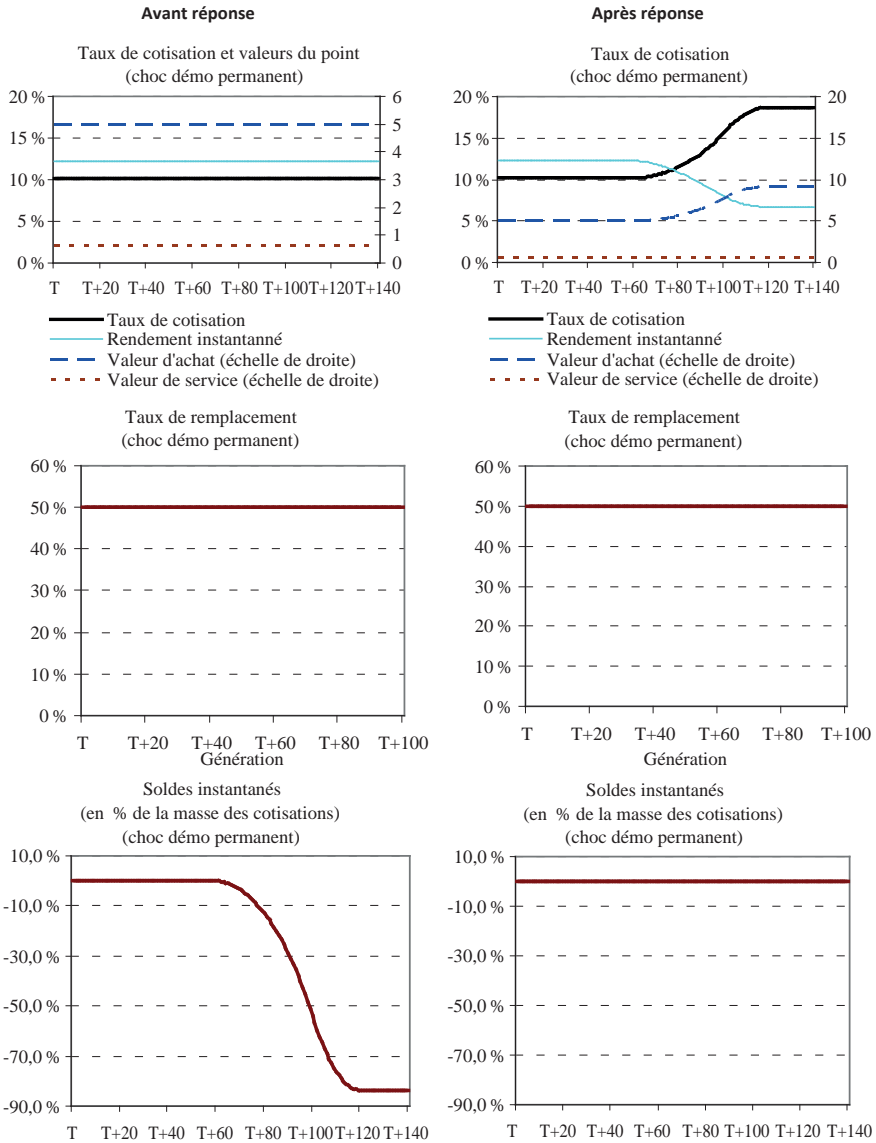 Avant réponse
Taux de cotisation et valeurs du point
(choc démo permanent)
20 %
15 %
10 %
5 %
0 %
6
5
4
3
2
1
0
T T+20 T+40 T+60 T+80 T+100 T+120 T+140
Taux de cotisation
Rendement instantanné
Valeur d'achat (échelle de droite)
Valeur de service (échelle de droite)
Après réponse
Taux de cotisation
(choc démo permanent)
20 %
15 %
10 %
5 %
0 %
20
15
10
5
0
T T+20 T+40 T+60 T+80 T+100 T+120 T+140
Taux de cotisation
Rendement instantanné
Valeur d'achat (échelle de droite)
Valeur de service (échelle de droite)
Taux de remplacement
(choc démo permanent)
60 %
50 %
40 %
30 %
20 %
10 %
0 %
T T+20 T+40 T+60 T+80 T+100
Génération
Taux de remplacement
(choc démo permanent)
60 %
50 %
40 %
30 %
20 %
10 %
0 %
T T+20 T+40 T+60 T+80 T+100
Génération
Soldes instantanés
(en % de la masse des cotisations)
(choc démo permanent)
10,0 %
-10,0 %
-30,0 %
-50,0 %
-70,0 %
-90,0 %
T T+20 T+40 T+60 T+80 T+100 T+120 T+140
Soldes instantanés
(en % de la masse des cotisations)
(choc démo permanent)
10,0 %
-10,0 %
-30,0 %
-50,0 %
-70,0 %
-90,0 %
T T+20 T+40 T+60 T+80 T+100 T+120 T+140